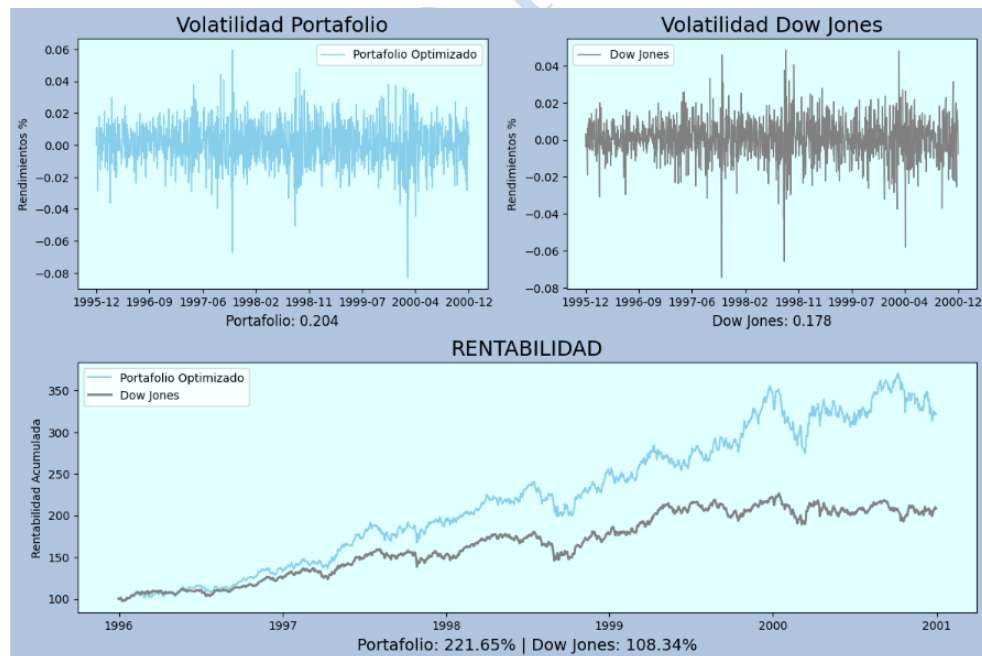 Volatilidad Portafolio
Portafolio Optimizado
Rendimientos %
0.06
0.04
0.02
0.00
−0.02
−0.04
−0.06
−0.08
1995-12 1996-09 1997-06 1998-02 1998-11 1999-07 2000-04 2000-12
Portafolio: 0.204
Volatilidad Dow Jones
Dow Jones
Rendimientos %
0.04
0.02
0.00
−0.02
−0.04
−0.06
−0.08
1995-12 1996-09 1997-06 1998-02 1998-11 1999-07 2000-04 2000-12
Dow Jones: 0.178
RENTABILIDAD
Portafolio Optimizado
Dow Jones
Rentabilidad Acumulada
350
300
250
200
150
100
1996 1997 1998 1999 2000 2001
Portafolio: 221.65% | Dow Jones: 108.34%